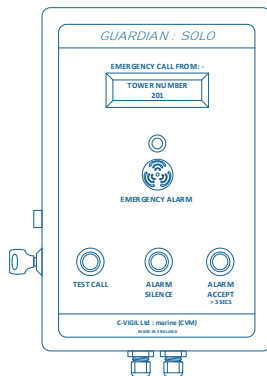 GUARDIAN : SOLO
EMERGENCY CALL FROM: -
TOWER NUMBER
201
EMERGENCY ALARM
TEST CALL
ALARM
SILENCE
ALARM
ACCEPT
> 3 SECS
C-VIGIL Ltd : marine (CVM)
MADE IN ENGLAND